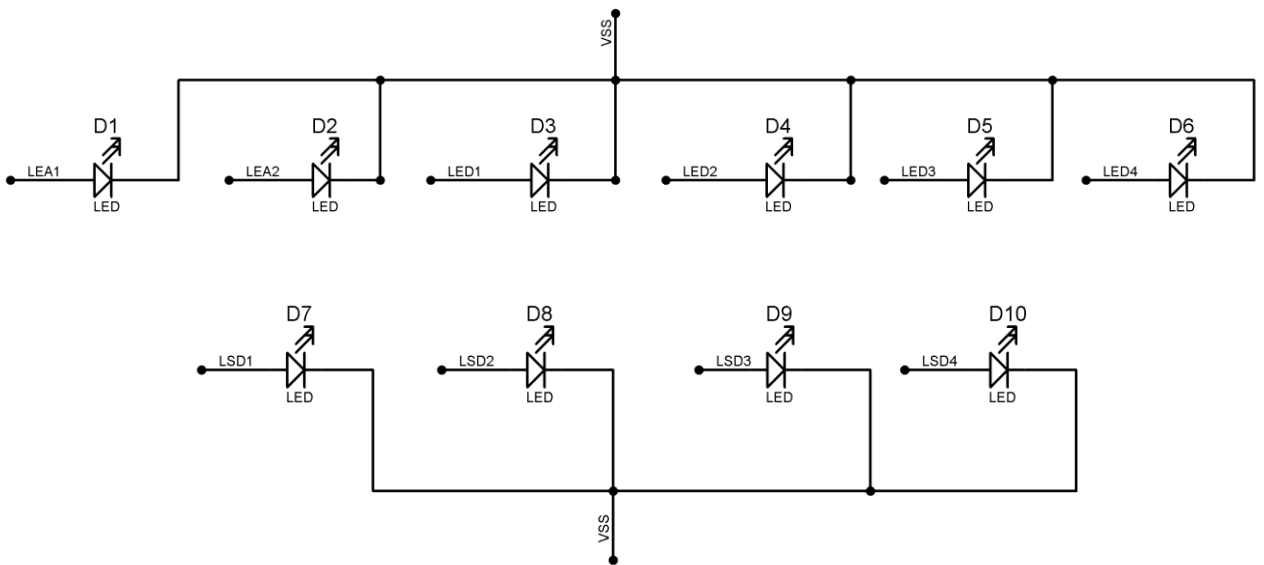 VSS
D1 D2 D3 D4 D5 D6
LEA1 LEA2 LED1 LED2 LED3 LED4
LED LED LED LED LED LED
D7 D8 D9 D10
LSD1 LSD2 LSD3 LSD4
LED LED LED LED
VSS